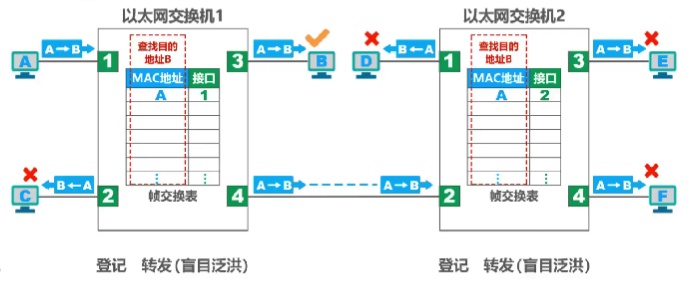 以太网交换机1
以太网交换机2
A→B
1
查找目的
地址B
3
A→B
B
A
MAC地址
接口
A
1
⋮
⋮
帧交换表
C
B←A
2
4
A→B
A→B
D
B←A
1
查找目的
地址B
3
A→B
E
MAC地址
接口
A
2
⋮
⋮
帧交换表
2
4
A→B
F
登记 转发(盲目泛洪)
登记 转发(盲目泛洪)